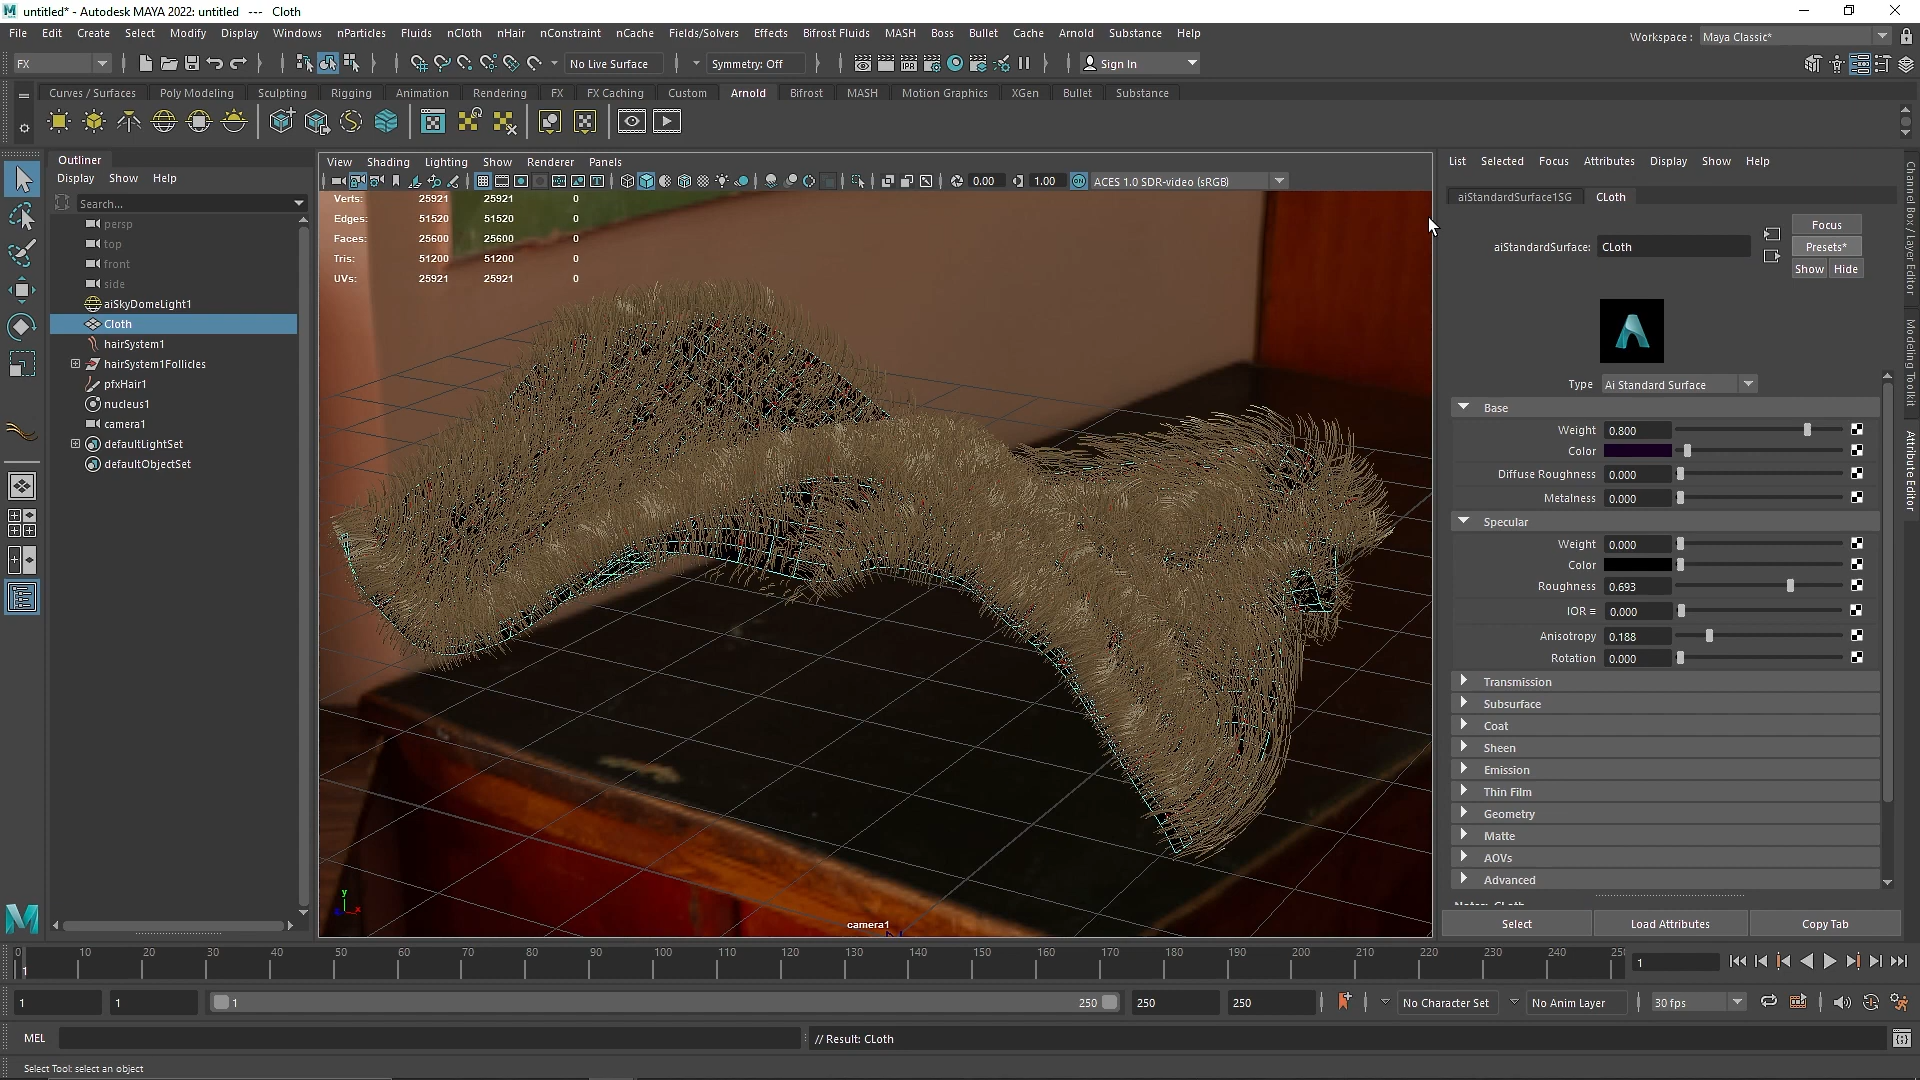 untitled* - Autodesk MAYA 2022: untitled   ---   Cloth
File Edit Create Select Modify Display Windows nParticles Fluids nCloth nHair nConstraint nCache Fields/Solvers Effects Bifrost Fluids MASH Boss Bullet Cache Arnold Substance Help
Workspace : Maya Classic*
FX No Live Surface Symmetry: Off Sign In
Curves / Surfaces Poly Modeling Sculpting Rigging Animation Rendering FX FX Caching Custom Arnold Bifrost MASH Motion Graphics XGen Bullet Substance
Outliner
Display Show Help
Search...
persp
top
front
side
aiSkyDomeLight1
Cloth
hairSystem1
hairSystem1Follicles
pfxHair1
nucleus1
camera1
defaultLightSet
defaultObjectSet
View Shading Lighting Show Renderer Panels
0.00 1.00 ACES 1.0 SDR-video (sRGB)
Verts: 25921 25921 0
Edges: 51520 51520 0
Faces: 25600 25600 0
Tris: 51200 51200 0
UVs: 25921 25921 0
y
x
camera1
List Selected Focus Attributes Display Show Help
aiStandardSurface1SG CLoth
aiStandardSurface: CLoth
Focus
Presets*
Show Hide
Type Ai Standard Surface
Base
Weight 0.800
Color
Diffuse Roughness 0.000
Metalness 0.000
Specular
Weight 0.000
Color
Roughness 0.693
IOR = 0.000
Anisotropy 0.188
Rotation 0.000
Transmission
Subsurface
Coat
Sheen
Emission
Thin Film
Geometry
Matte
AOVs
Advanced
Select Load Attributes Copy Tab
Channel Box / Layer Editor
Modeling Toolkit
Attribute Editor
0 10 20 30 40 50 60 70 80 90 100 110 120 130 140 150 160 170 180 190 200 210 220 230 240
1
1
1 1 1 250 250 250 No Character Set No Anim Layer 30 fps
MEL // Result: CLoth
Select Tool: select an object